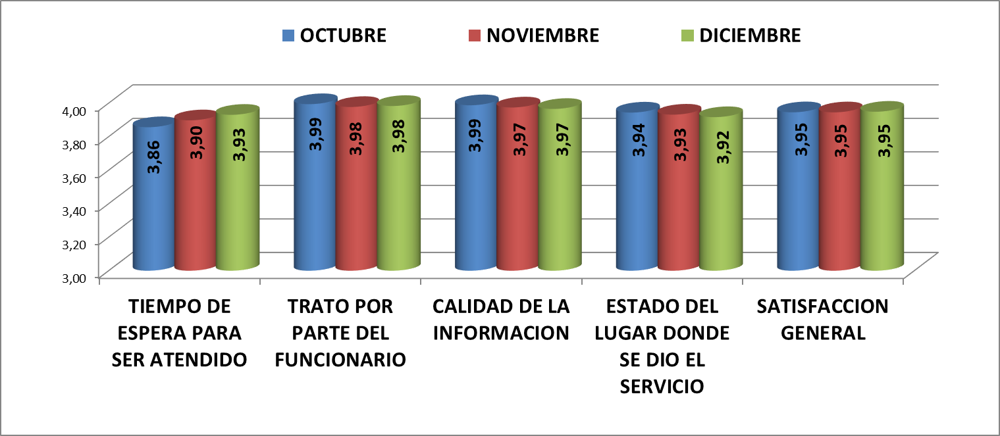 OCTUBRE NOVIEMBRE DICIEMBRE
4,00
3,80
3,60
3,40
3,20
3,00
3,86 3,90 3,93 3,99 3,98 3,98 3,99 3,97 3,97 3,94 3,93 3,92 3,95 3,95 3,95
TIEMPO DE
ESPERA PARA
SER ATENDIDO
TRATO POR
PARTE DEL
FUNCIONARIO
CALIDAD DE LA
INFORMACION
ESTADO DEL
LUGAR DONDE
SE DIO EL
SERVICIO
SATISFACCION
GENERAL